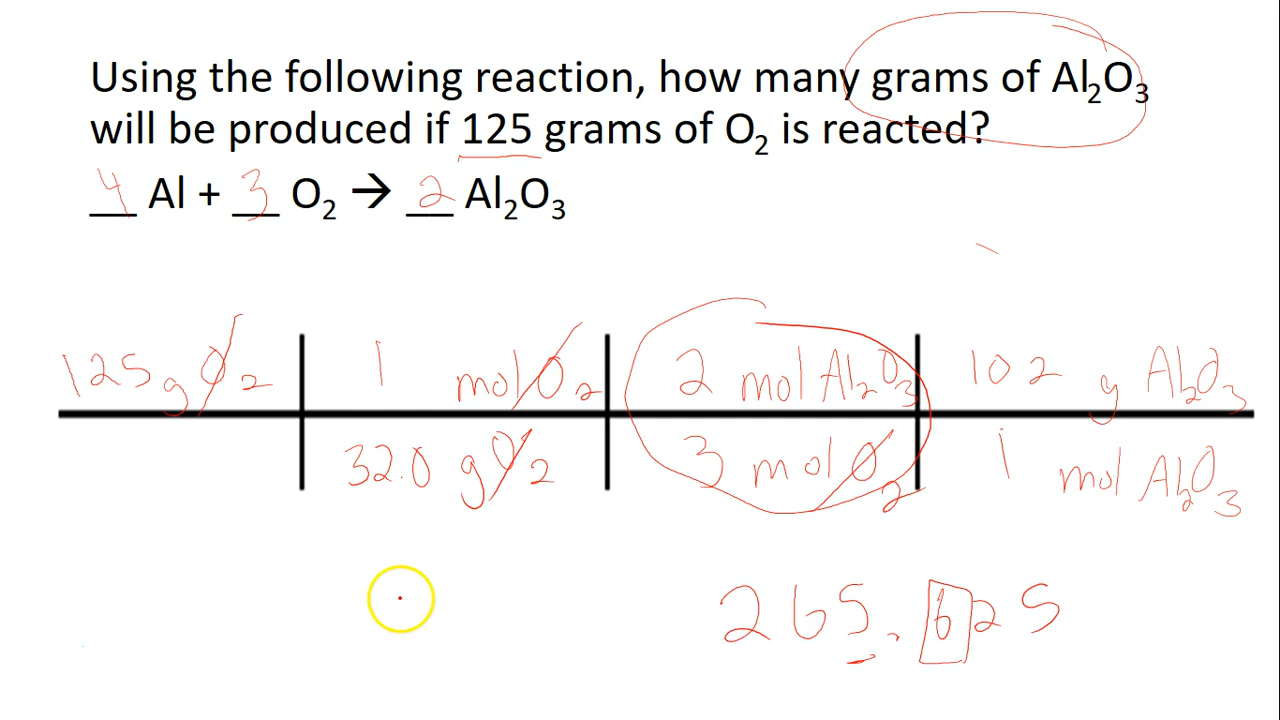 Using the following reaction, how many grams of Al₂O₃
will be produced if 125 grams of O₂ is reacted?
4 Al + 3 O₂ → 2 Al₂O₃
125 g O₂ 1 mol O₂ 2 mol Al₂O₃ 102 g Al₂O₃
32.0 g O₂ 3 mol O₂ 1 mol Al₂O₃
265.625